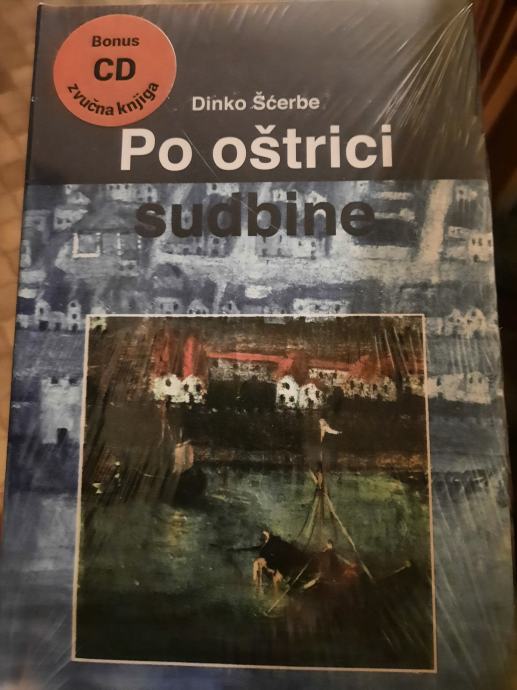 Bonus
CD
zvučna knjiga
Dinko Šćerbe
Po oštrici
sudbine